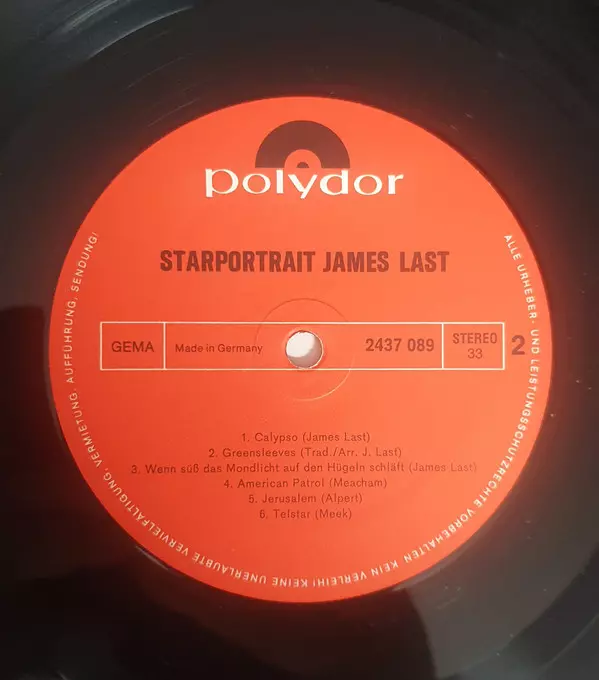 polydor
STARPORTRAIT JAMES LAST
GEMA
Made in Germany
2437 089
STEREO
33
2
1. Calypso (James Last)
2. Greensleeves (Trad./Arr. J. Last)
3. Wenn süß das Mondlicht auf den Hügeln schläft (James Last)
4. American Patrol (Meacham)
5. Jerusalem (Alpert)
6. Telstar (Meek)
ALLE URHEBER- UND LEISTUNGSSCHUTZRECHTE VORBEHALTEN. KEIN VERLEIH! KEINE UNERLAUBTE VERVIELFÄLTIGUNG, VERMIETUNG, AUFFÜHRUNG, SENDUNG!